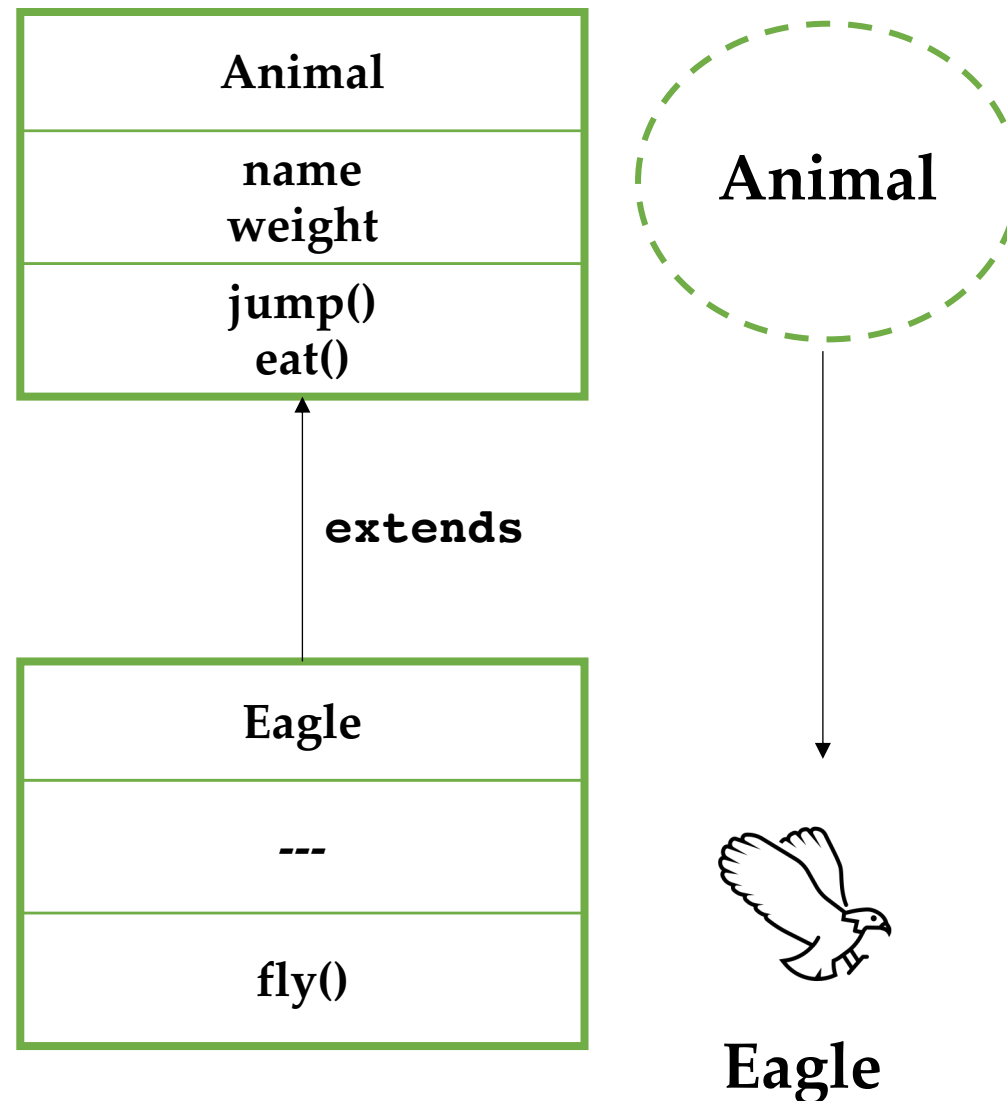 Animal
name
weight
jump()
eat()
extends
Eagle
---
fly()
Animal
Eagle